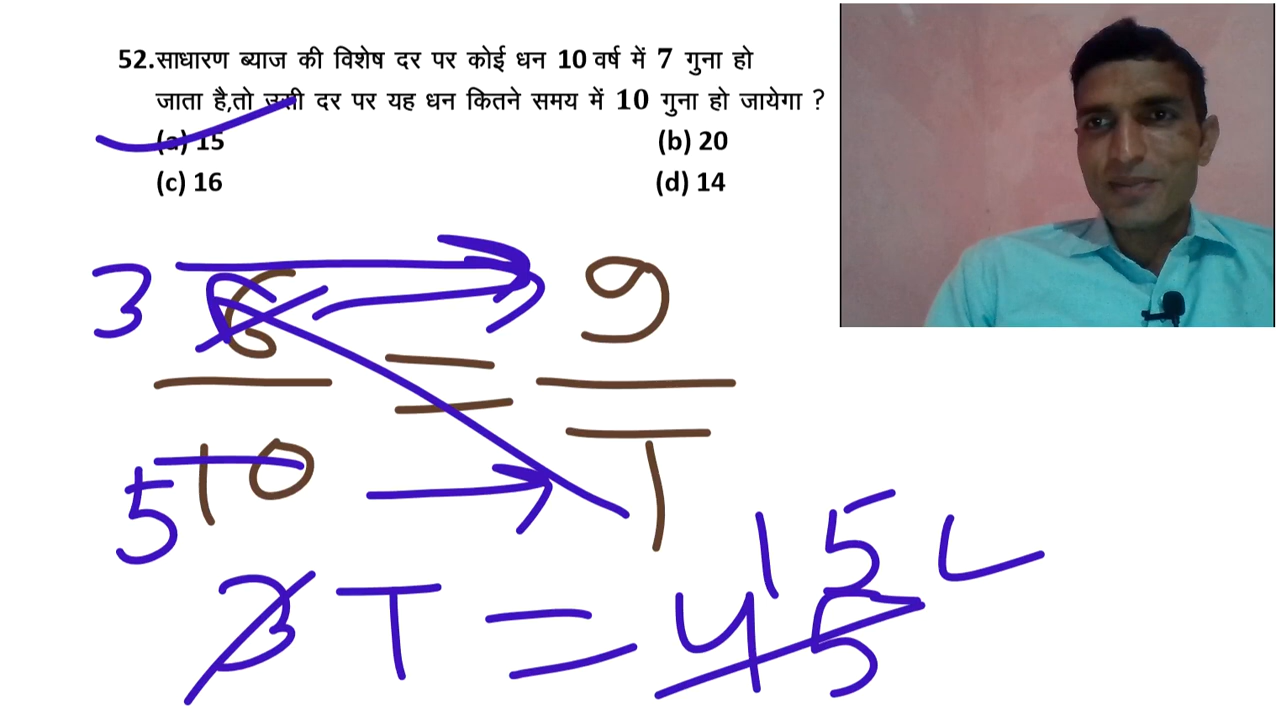 52.साधारण ब्याज की विशेष दर पर कोई धन 10 वर्ष में 7 गुना हो
जाता है,तो उसी दर पर यह धन कितने समय में 10 गुना हो जायेगा ?
(a) 15 (b) 20
(c) 16 (d) 14
3 6 = 9
5 10 T
15
3T = 45